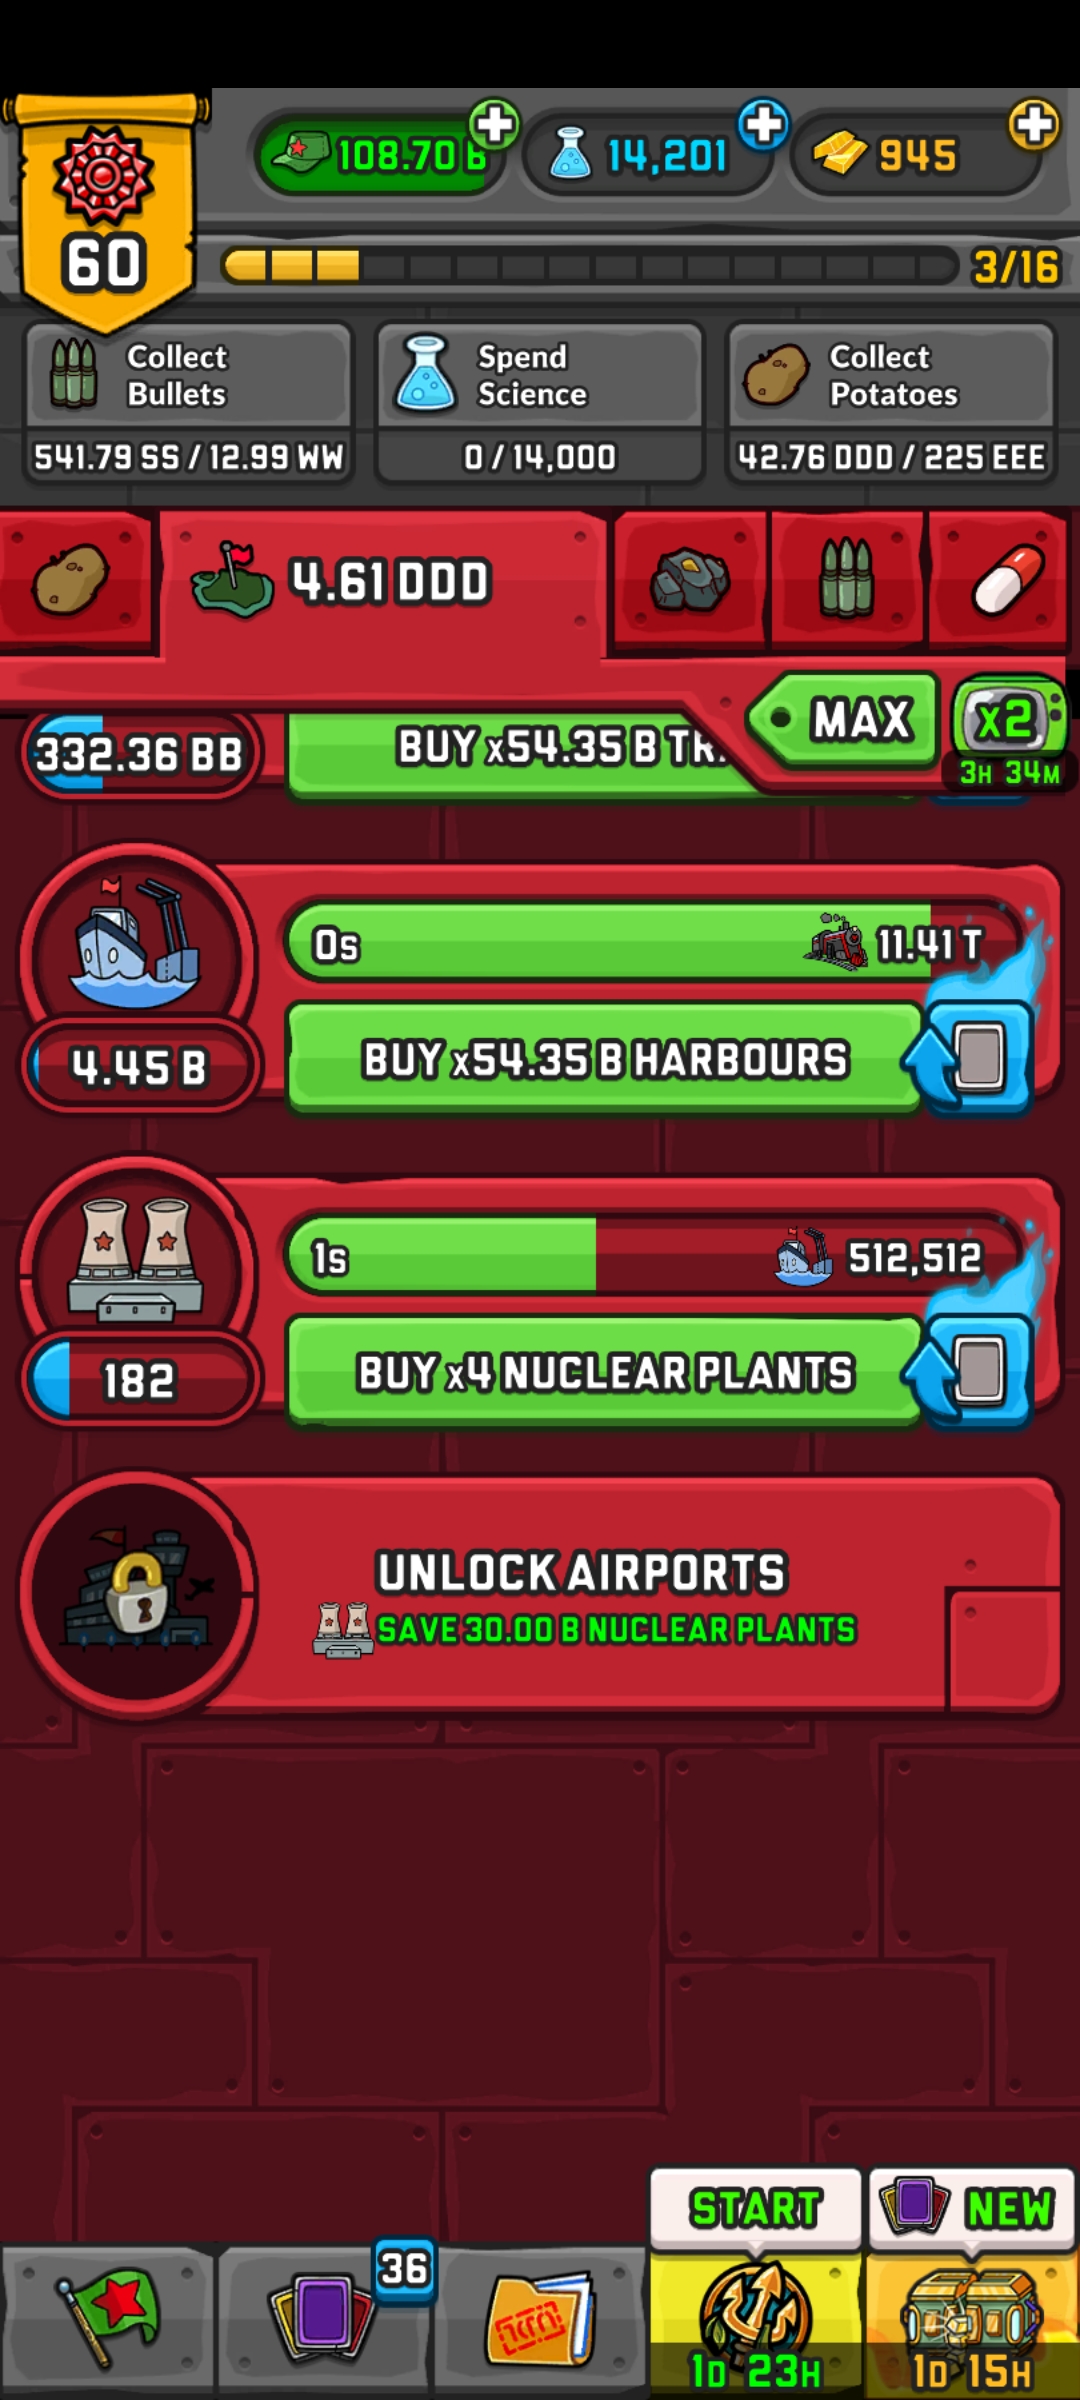 60
108.70 B
14,201
945
3/16
Collect
Bullets
541.79 SS / 12.99 WW
Spend
Science
0 / 14,000
Collect
Potatoes
42.76 DDD / 225 EEE
4.61 DDD
MAX
x2
3H 34M
332.36 BB
BUY x54.35 B
0s
11.41 T
4.45 B
BUY x54.35 B HARBOURS
1s
512,512
182
BUY x4 NUCLEAR PLANTS
UNLOCK AIRPORTS
SAVE 30.00 B NUCLEAR PLANTS
START
NEW
36
1D 23H
1D 15H